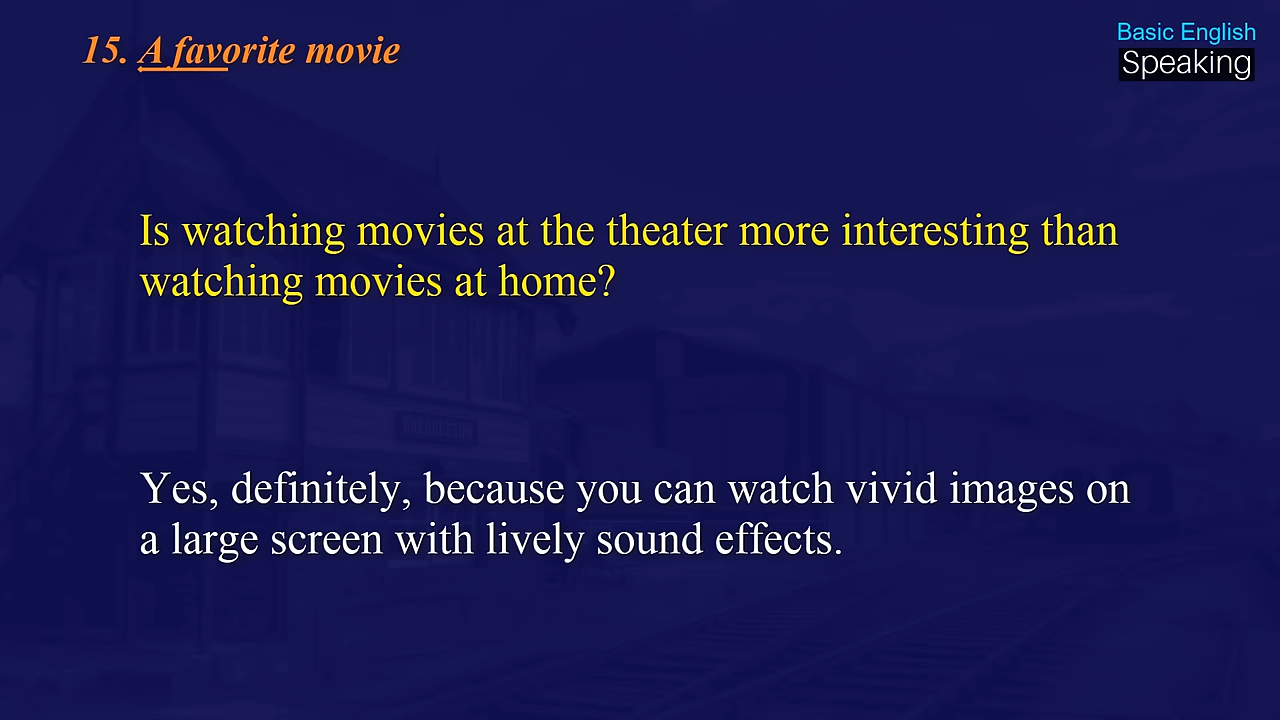 15. A favorite movie
Basic English
Speaking
Is watching movies at the theater more interesting than
watching movies at home?
Yes, definitely, because you can watch vivid images on
a large screen with lively sound effects.